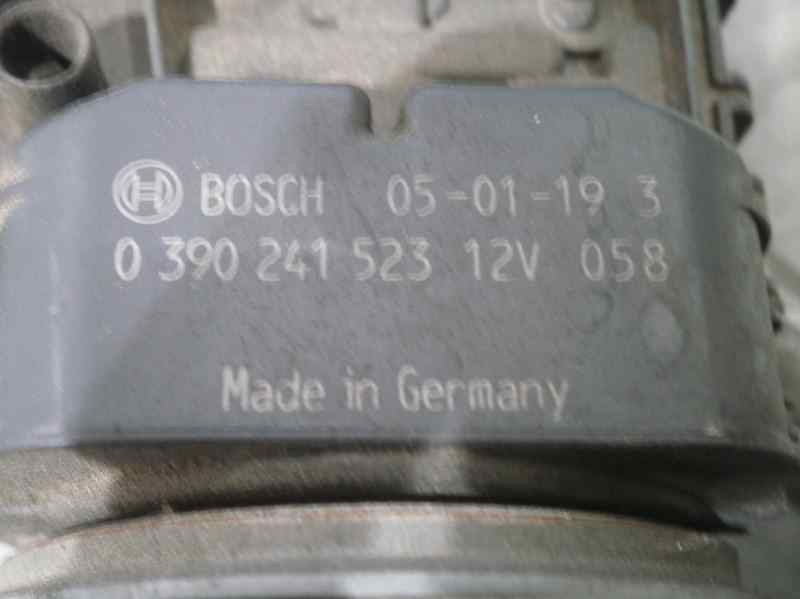 BOSCH 05-01-19 3
0 390 241 523 12V 058
Made in Germany